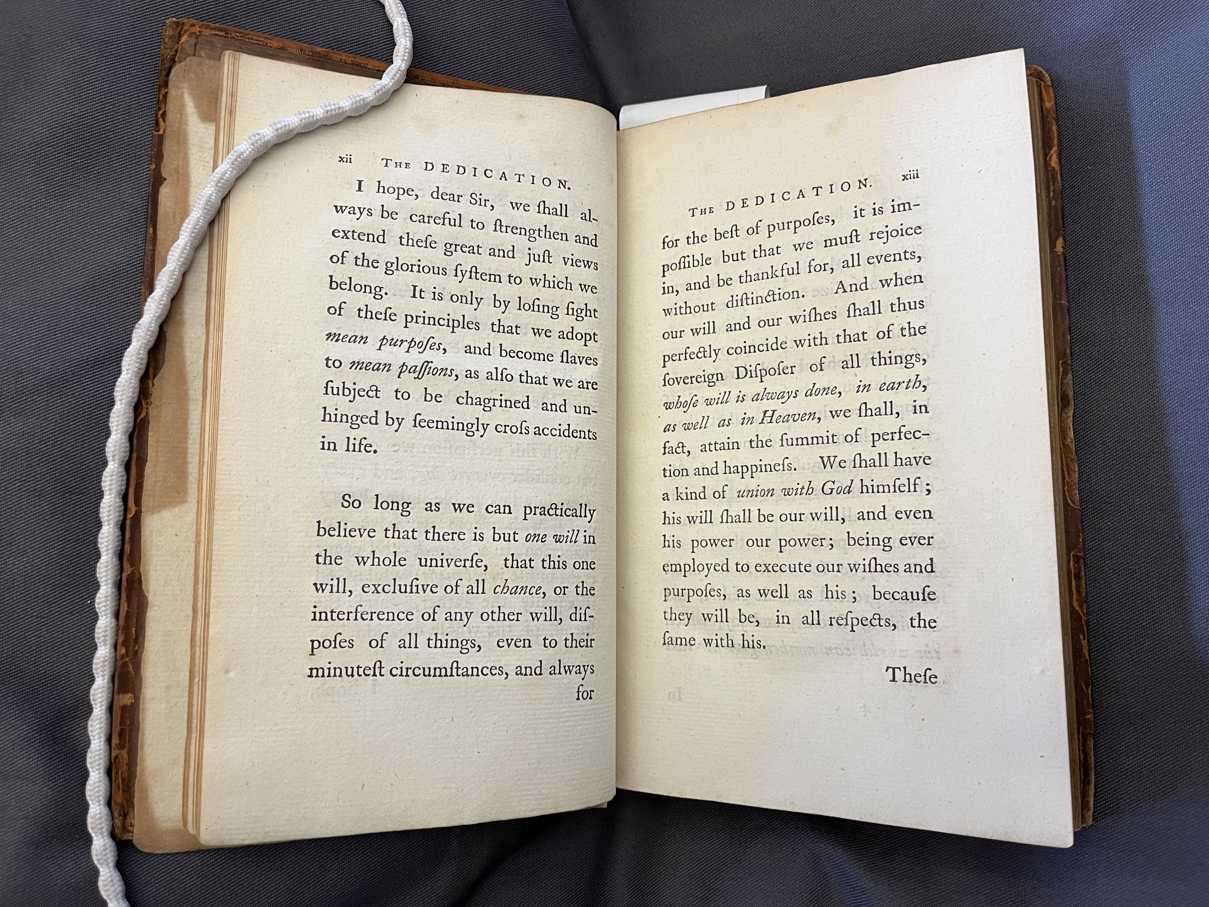 xii THE DEDICATION.
I hope, dear Sir, we ſhall al-
ways be careful to ſtrengthen and
extend theſe great and juſt views
of the glorious ſyſtem to which we
belong. It is only by loſing ſight
of theſe principles that we adopt
mean purpoſes, and become ſlaves
to mean paſſions, as alſo that we are
ſubject to be chagrined and un-
hinged by ſeemingly croſs accidents
in life.
So long as we can practically
believe that there is but one will in
the whole univerſe, that this one
will, excluſive of all chance, or the
interference of any other will, diſ-
poſes of all things, even to their
minuteſt circumſtances, and always
for
THE DEDICATION. xiii
for the beſt of purpoſes, it is im-
poſſible but that we muſt rejoice
in, and be thankful for, all events,
without diſtinction. And when
our will and our wiſhes ſhall thus
perfectly coincide with that of the
ſovereign Diſpoſer of all things,
whoſe will is always done, in earth,
as well as in Heaven, we ſhall, in
fact, attain the ſummit of perfec-
tion and happineſs. We ſhall have
a kind of union with God himſelf;
his will ſhall be our will, and even
his power our power; being ever
employed to execute our wiſhes and
purpoſes, as well as his; becauſe
they will be, in all reſpects, the
ſame with his.
Theſe